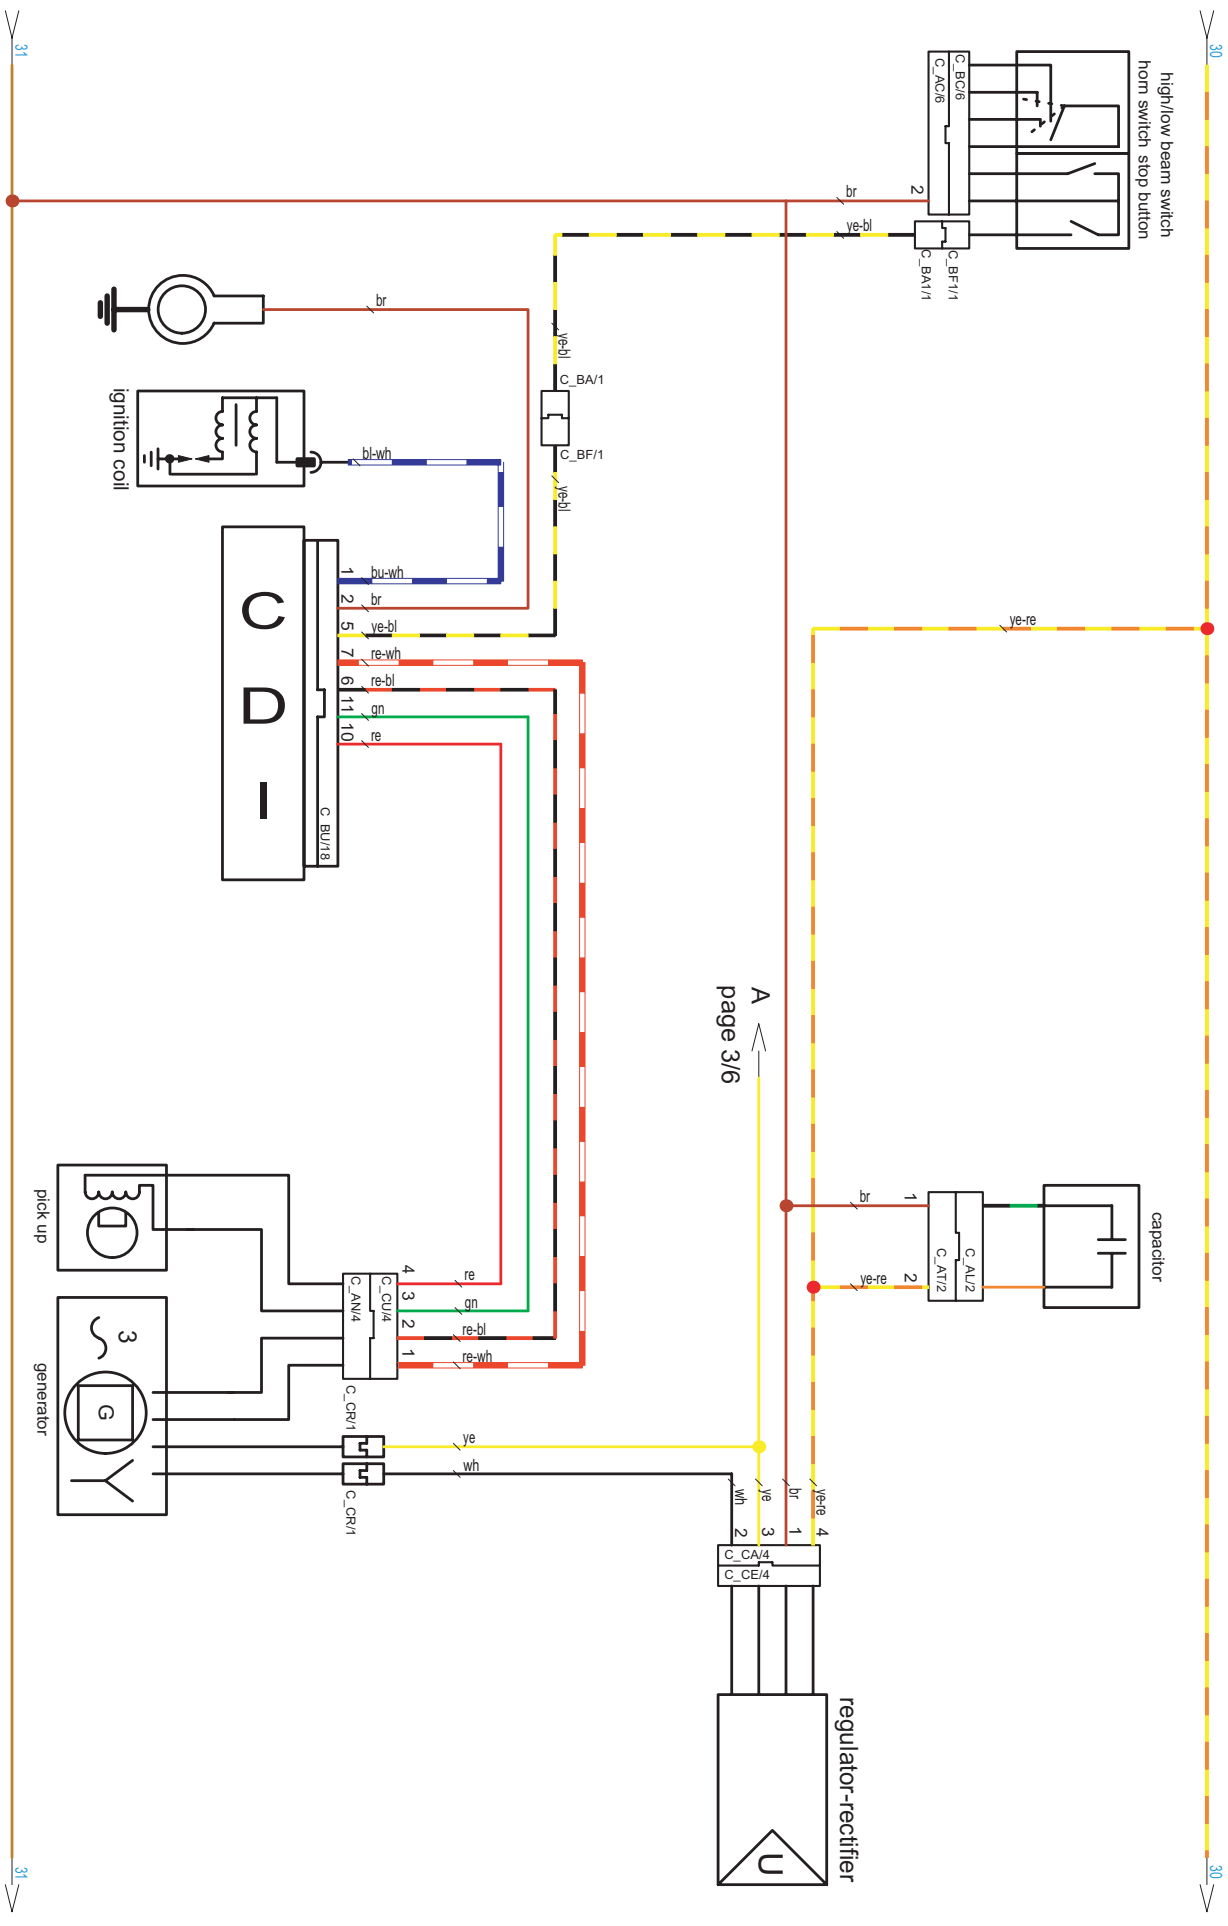 31
30
high/low beam switch
horn switch stop button
C_BC/6
C_AC/6
2
br
ye-bl
C_BF1/1
C_BA1/1
br
ye-bl
C_BA/1
C_BF/1
ye-bl
ignition coil
bl-wh
C
D
I
C_BU/18
1
bu-wh
2
br
5
ye-bl
7
re-wh
6
re-bl
11
gn
10
re
ye-re
A
page 3/6
capacitor
1
br
2
ye-re
C_AL/2
C_AT/2
pick up
4
re
3
gn
2
re-bl
1
re-wh
C_CU/4
C_AN/4
generator
3
G
C_CR/1
ye
wh
C_CR/1
wh
ye
br
ye-re
2
3
1
4
C_CA/4
C_CE/4
regulator-rectifier
U
31
30